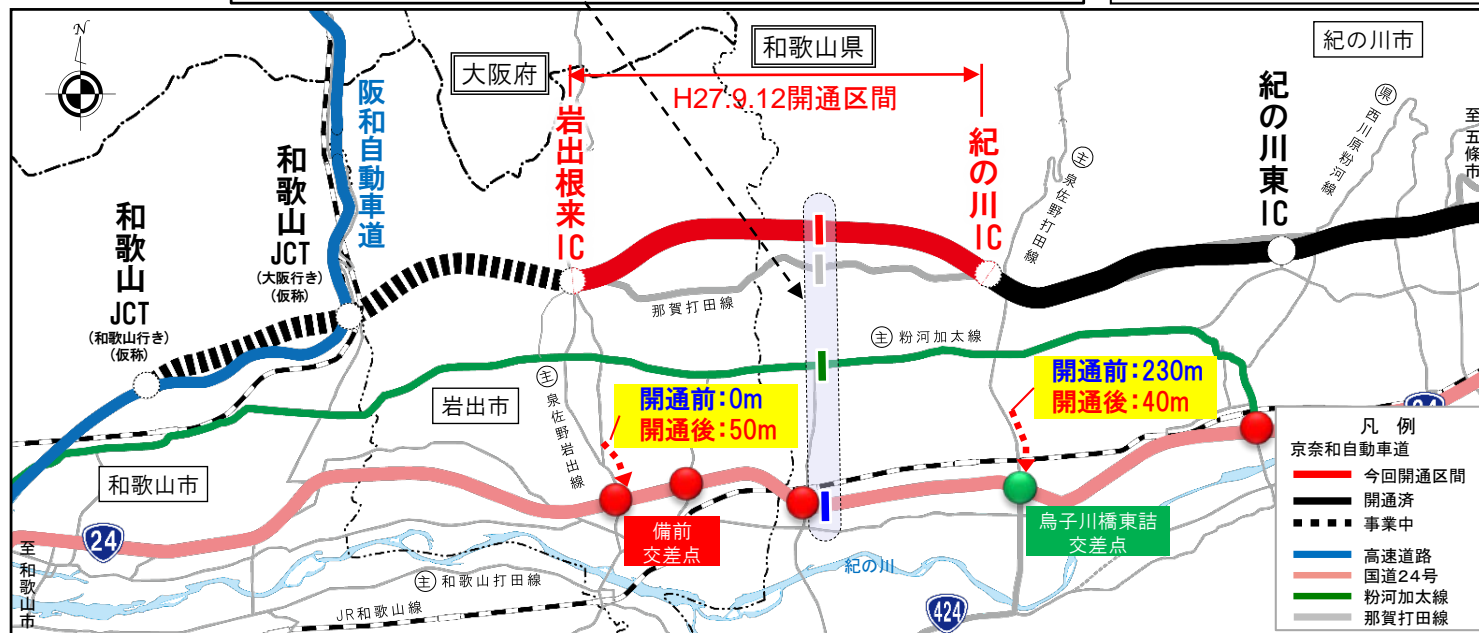 N
大阪府
和歌山県
紀の川市
H27.9.12開通区間
阪和自動車道
岩出根来IC
紀の川IC
紀の川東IC
㊤西川原粉河線
至五條市
主 泉佐野打田線
和歌山JCT
(大阪行き)
(仮称)
和歌山JCT
(和歌山行き)
(仮称)
那賀打田線
主 粉河加太線
開通前:0m
開通後:50m
開通前:230m
開通後:40m
岩出市
主 泉佐野岩出線
和歌山市
24
備前
交差点
烏子川橋東詰
交差点
紀の川
至和歌山市
主 和歌山打田線
JR和歌山線
424
24
凡 例
京奈和自動車道
今回開通区間
開通済
事業中
高速道路
国道24号
粉河加太線
那賀打田線